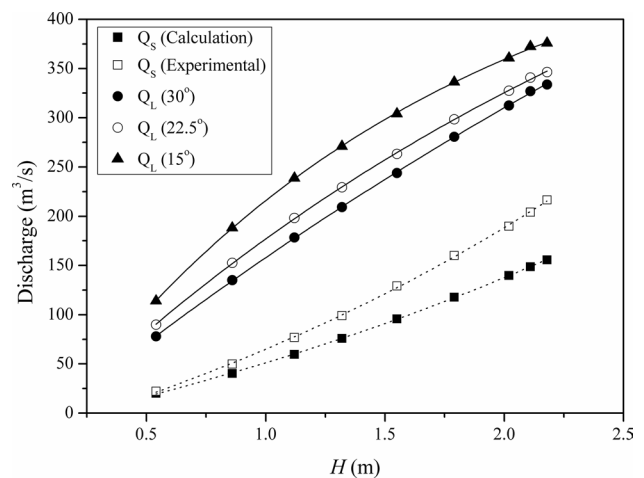 400
350
300
250
200
150
100
50
0
Discharge (m³/s)
Q_S (Calculation)
Q_S (Experimental)
Q_L (30°)
Q_L (22.5°)
Q_L (15°)
0.5 1.0 1.5 2.0 2.5
H (m)